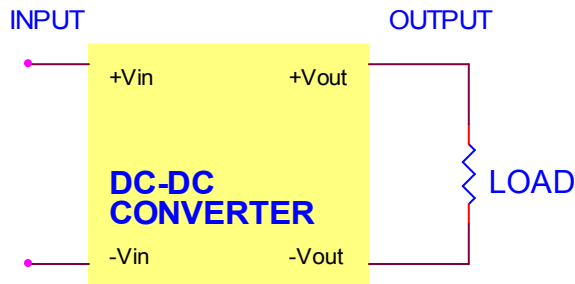 INPUT
OUTPUT
+Vin
+Vout
DC-DC
CONVERTER
LOAD
-Vin
-Vout